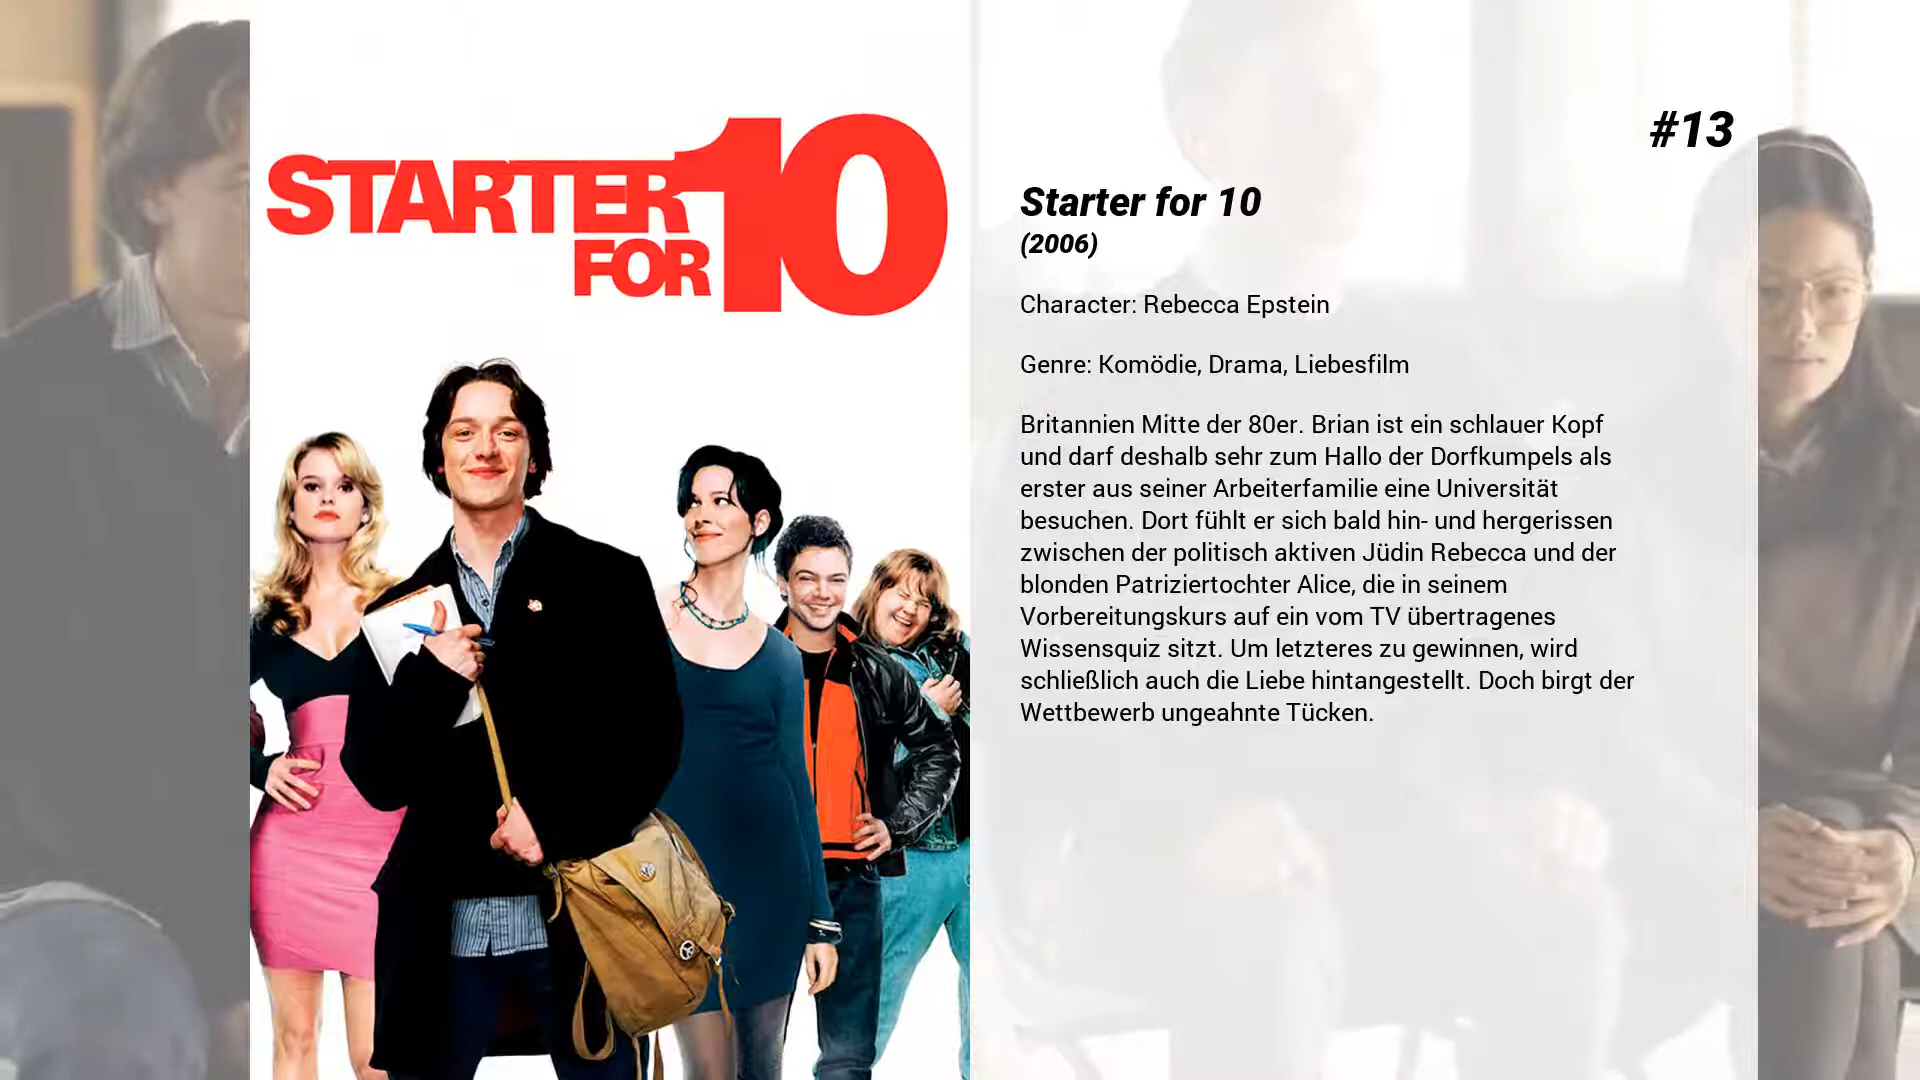 STARTER
FOR
10
#13
Starter for 10
(2006)
Character: Rebecca Epstein
Genre: Komödie, Drama, Liebesfilm
Britannien Mitte der 80er. Brian ist ein schlauer Kopf
und darf deshalb sehr zum Hallo der Dorfkumpels als
erster aus seiner Arbeiterfamilie eine Universität
besuchen. Dort fühlt er sich bald hin- und hergerissen
zwischen der politisch aktiven Jüdin Rebecca und der
blonden Patriziertochter Alice, die in seinem
Vorbereitungskurs auf ein vom TV übertragenes
Wissensquiz sitzt. Um letzteres zu gewinnen, wird
schließlich auch die Liebe hintangestellt. Doch birgt der
Wettbewerb ungeahnte Tücken.